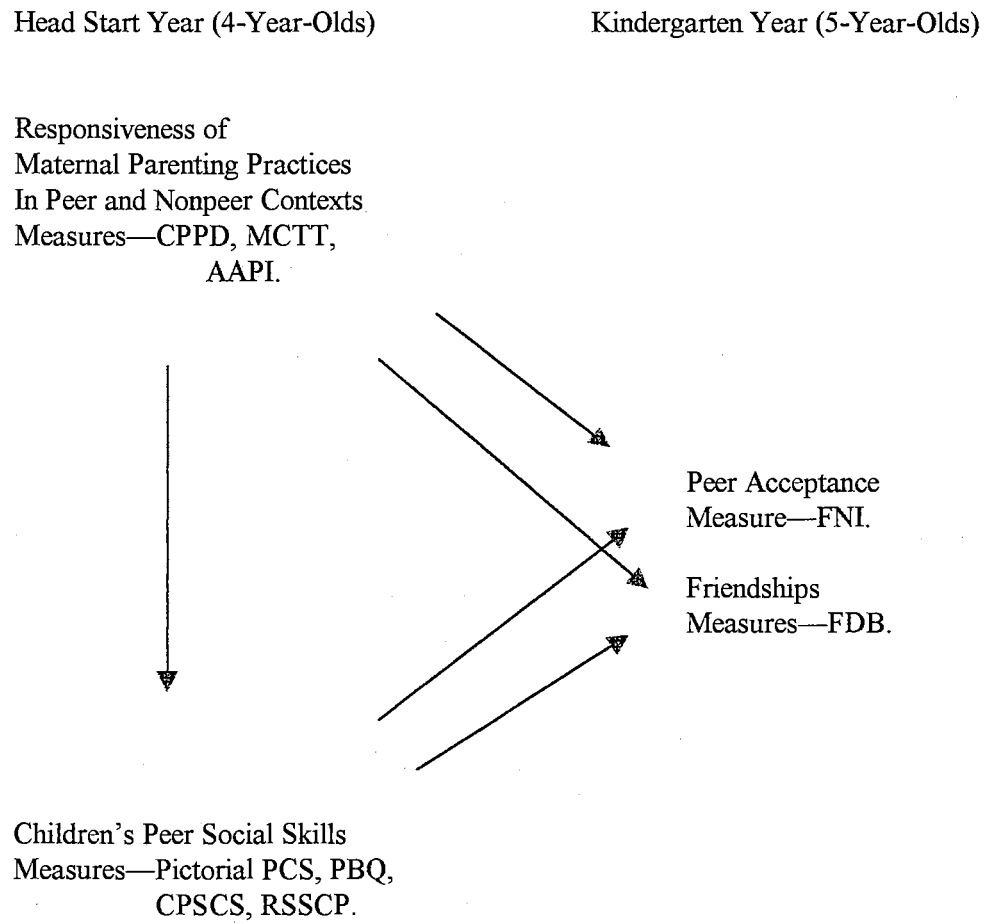 Head Start Year (4-Year-Olds)
Kindergarten Year (5-Year-Olds)
Responsiveness of
Maternal Parenting Practices
In Peer and Nonpeer Contexts
Measures—CPPD, MCTT,
AAPI.
Peer Acceptance
Measure—FNI.
Friendships
Measures—FDB.
Children's Peer Social Skills
Measures—Pictorial PCS, PBQ,
CPSCS, RSSCP.